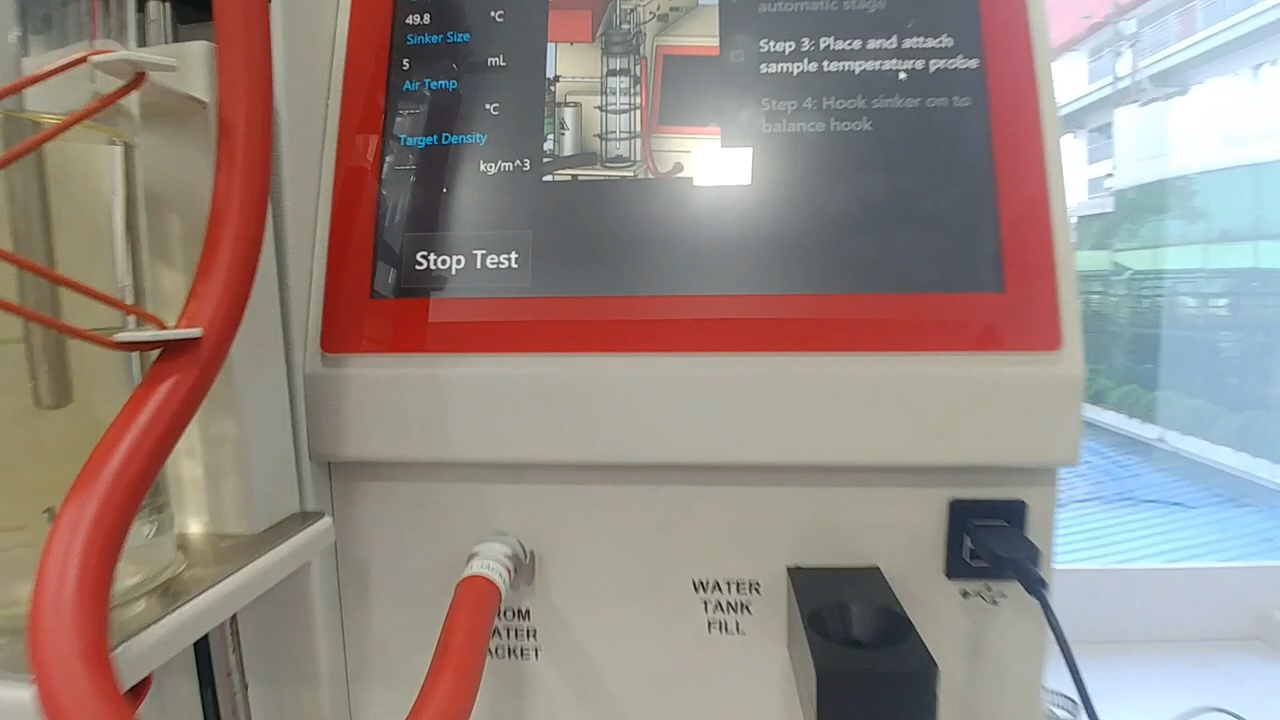 49.8 °C
Sinker Size
5 mL
Air Temp
---- °C
Target Density
---- kg/m^3
Stop Test
automatic stage
Step 3: Place and attach
sample temperature probe
Step 4: Hook sinker on to
balance hook
WATER
TANK
FILL
ROM
ATER
ACKET